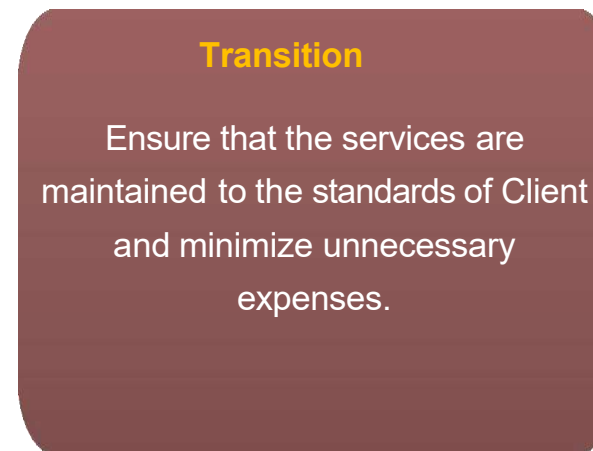 Transition
Ensure that the services are
maintained to the standards of Client
and minimize unnecessary
expenses.